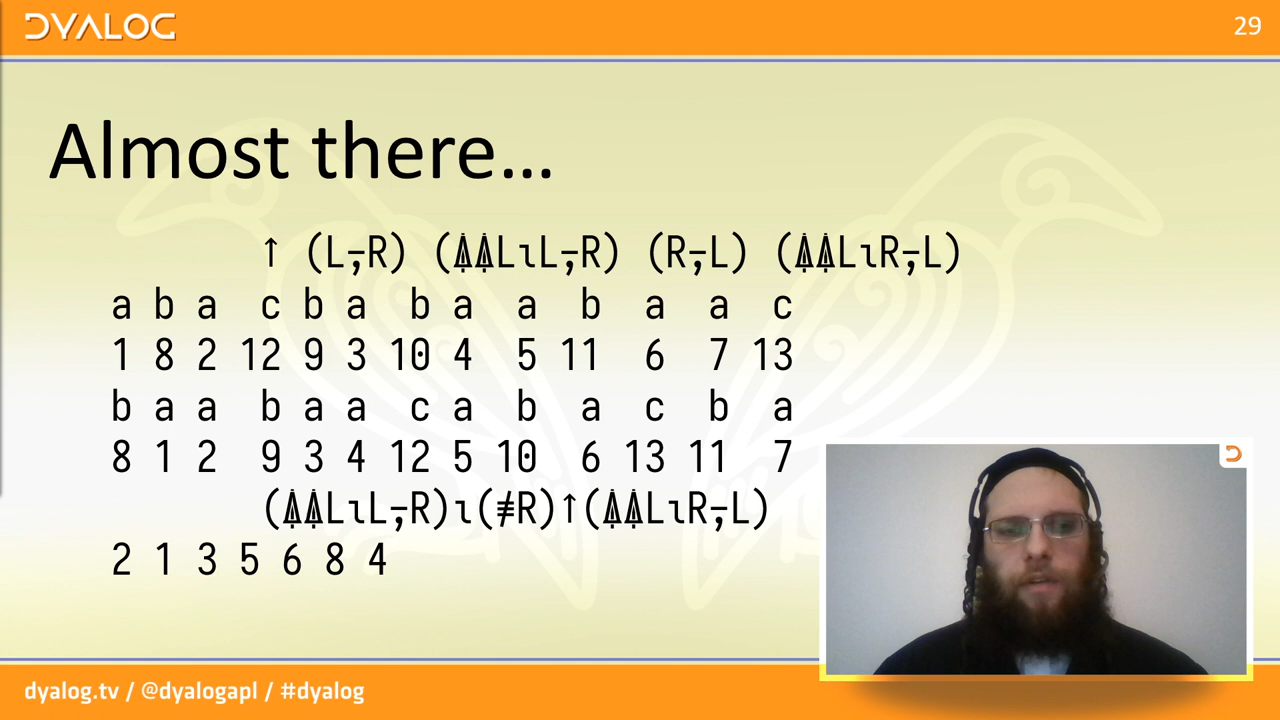 DYALOG
29
Almost there…
↑ (L⍪R) (⍋⍋L⍳L⍪R) (R⍪L) (⍋⍋L⍳R⍪L)
a b a c b a b a a b a a c
1 8 2 12 9 3 10 4 5 11 6 7 13
b a a b a a c a b a c b a
8 1 2 9 3 4 12 5 10 6 13 11 7
(⍋⍋L⍳L⍪R)⍳(≢R)↑(⍋⍋L⍳R⍪L)
2 1 3 5 6 8 4
dyalog.tv / @dyalogapl / #dyalog